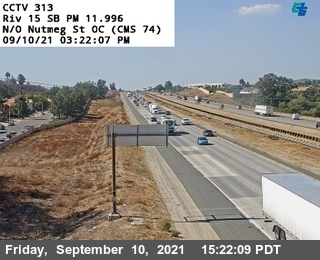 CCTV 313
Riv 15 SB PM 11.996
N/O Nutmeg St OC (CMS 74)
09/10/21 03:22:07 PM
Friday, September 10, 2021 15:22:09 PDT